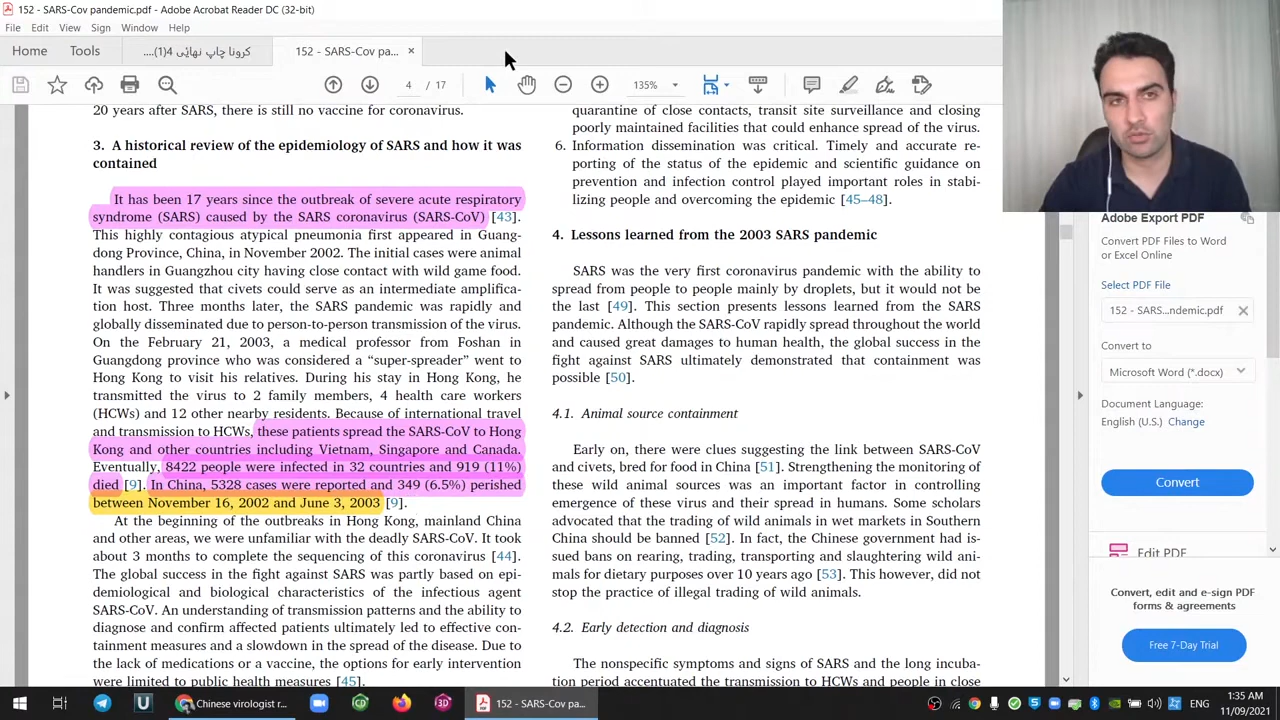 152 - SARS-Cov pandemic.pdf - Adobe Acrobat Reader DC (32-bit)
File Edit View Sign Window Help
Home Tools کرونا چاپ نهائی 4(1).... 152 - SARS-Cov pa... ×
4 / 17 135%
20 years after SARS, there is still no vaccine for coronavirus.
3. A historical review of the epidemiology of SARS and how it was
contained
It has been 17 years since the outbreak of severe acute respiratory
syndrome (SARS) caused by the SARS coronavirus (SARS-CoV) [43].
This highly contagious atypical pneumonia first appeared in Guang-
dong Province, China, in November 2002. The initial cases were animal
handlers in Guangzhou city having close contact with wild game food.
It was suggested that civets could serve as an intermediate amplifica-
tion host. Three months later, the SARS pandemic was rapidly and
globally disseminated due to person-to-person transmission of the virus.
On the February 21, 2003, a medical professor from Foshan in
Guangdong province who was considered a “super-spreader” went to
Hong Kong to visit his relatives. During his stay in Hong Kong, he
transmitted the virus to 2 family members, 4 health care workers
(HCWs) and 12 other nearby residents. Because of international travel
and transmission to HCWs, these patients spread the SARS-CoV to Hong
Kong and other countries including Vietnam, Singapore and Canada.
Eventually, 8422 people were infected in 32 countries and 919 (11%)
died [9]. In China, 5328 cases were reported and 349 (6.5%) perished
between November 16, 2002 and June 3, 2003 [9].
At the beginning of the outbreaks in Hong Kong, mainland China
and other areas, we were unfamiliar with the deadly SARS-CoV. It took
about 3 months to complete the sequencing of this coronavirus [44].
The global success in the fight against SARS was partly based on epi-
demiological and biological characteristics of the infectious agent
SARS-CoV. An understanding of transmission patterns and the ability to
diagnose and confirm affected patients ultimately led to effective con-
tainment measures and a slowdown in the spread of the disease. Due to
the lack of medications or a vaccine, the options for early intervention
were limited to public health measures [45].
quarantine of close contacts, transit site surveillance and closing
poorly maintained facilities that could enhance spread of the virus.
6. Information dissemination was critical. Timely and accurate re-
porting of the status of the epidemic and scientific guidance on
prevention and infection control played important roles in stabi-
lizing people and overcoming the epidemic [45–48].
4. Lessons learned from the 2003 SARS pandemic
SARS was the very first coronavirus pandemic with the ability to
spread from people to people mainly by droplets, but it would not be
the last [49]. This section presents lessons learned from the SARS
pandemic. Although the SARS-CoV rapidly spread throughout the world
and caused great damages to human health, the global success in the
fight against SARS ultimately demonstrated that containment was
possible [50].
4.1. Animal source containment
Early on, there were clues suggesting the link between SARS-CoV
and civets, bred for food in China [51]. Strengthening the monitoring of
these wild animal sources was an important factor in controlling
emergence of these virus and their spread in humans. Some scholars
advocated that the trading of wild animals in wet markets in Southern
China should be banned [52]. In fact, the Chinese government had is-
sued bans on rearing, trading, transporting and slaughtering wild ani-
mals for dietary purposes over 10 years ago [53]. This however, did not
stop the practice of illegal trading of wild animals.
4.2. Early detection and diagnosis
The nonspecific symptoms and signs of SARS and the long incuba-
tion period accentuated the transmission to HCWs and people in close
Adobe Export PDF
Convert PDF Files to Word
or Excel Online
Select PDF File
152 - SARS...ndemic.pdf ×
Convert to
Microsoft Word (*.docx)
Document Language:
English (U.S.) Change
Convert
Edit PDF
Convert, edit and e-sign PDF
forms & agreements
Free 7-Day Trial
Chinese virologist r... 152 - SARS-Cov pa... ENG
1:35 AM
11/09/2021